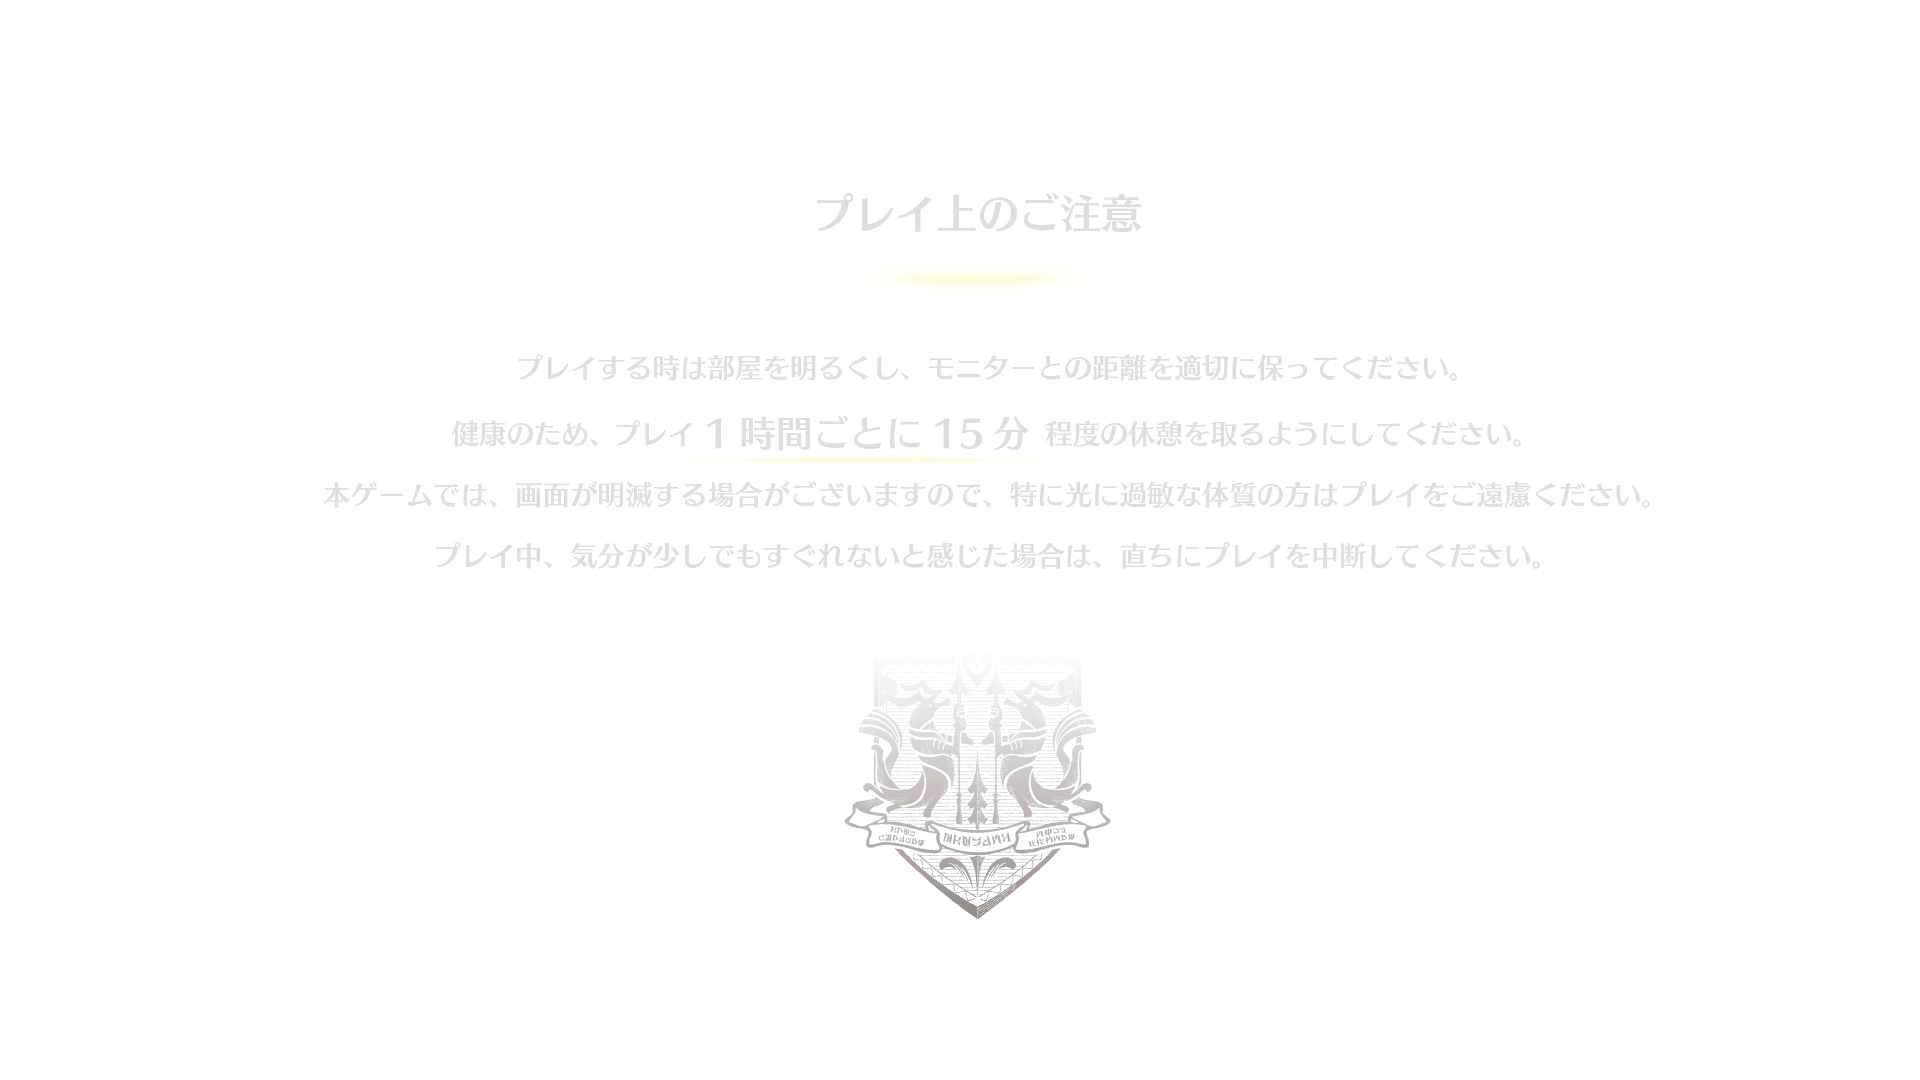 プレイ上のご注意
プレイする時は部屋を明るくし、モニターとの距離を適切に保ってください。
健康のため、プレイ 1 時間ごとに 15 分 程度の休憩を取るようにしてください。
本ゲームでは、画面が明滅する場合がございますので、特に光に過敏な体質の方はプレイをご遠慮ください。
プレイ中、気分が少しでもすぐれないと感じた場合は、直ちにプレイを中断してください。